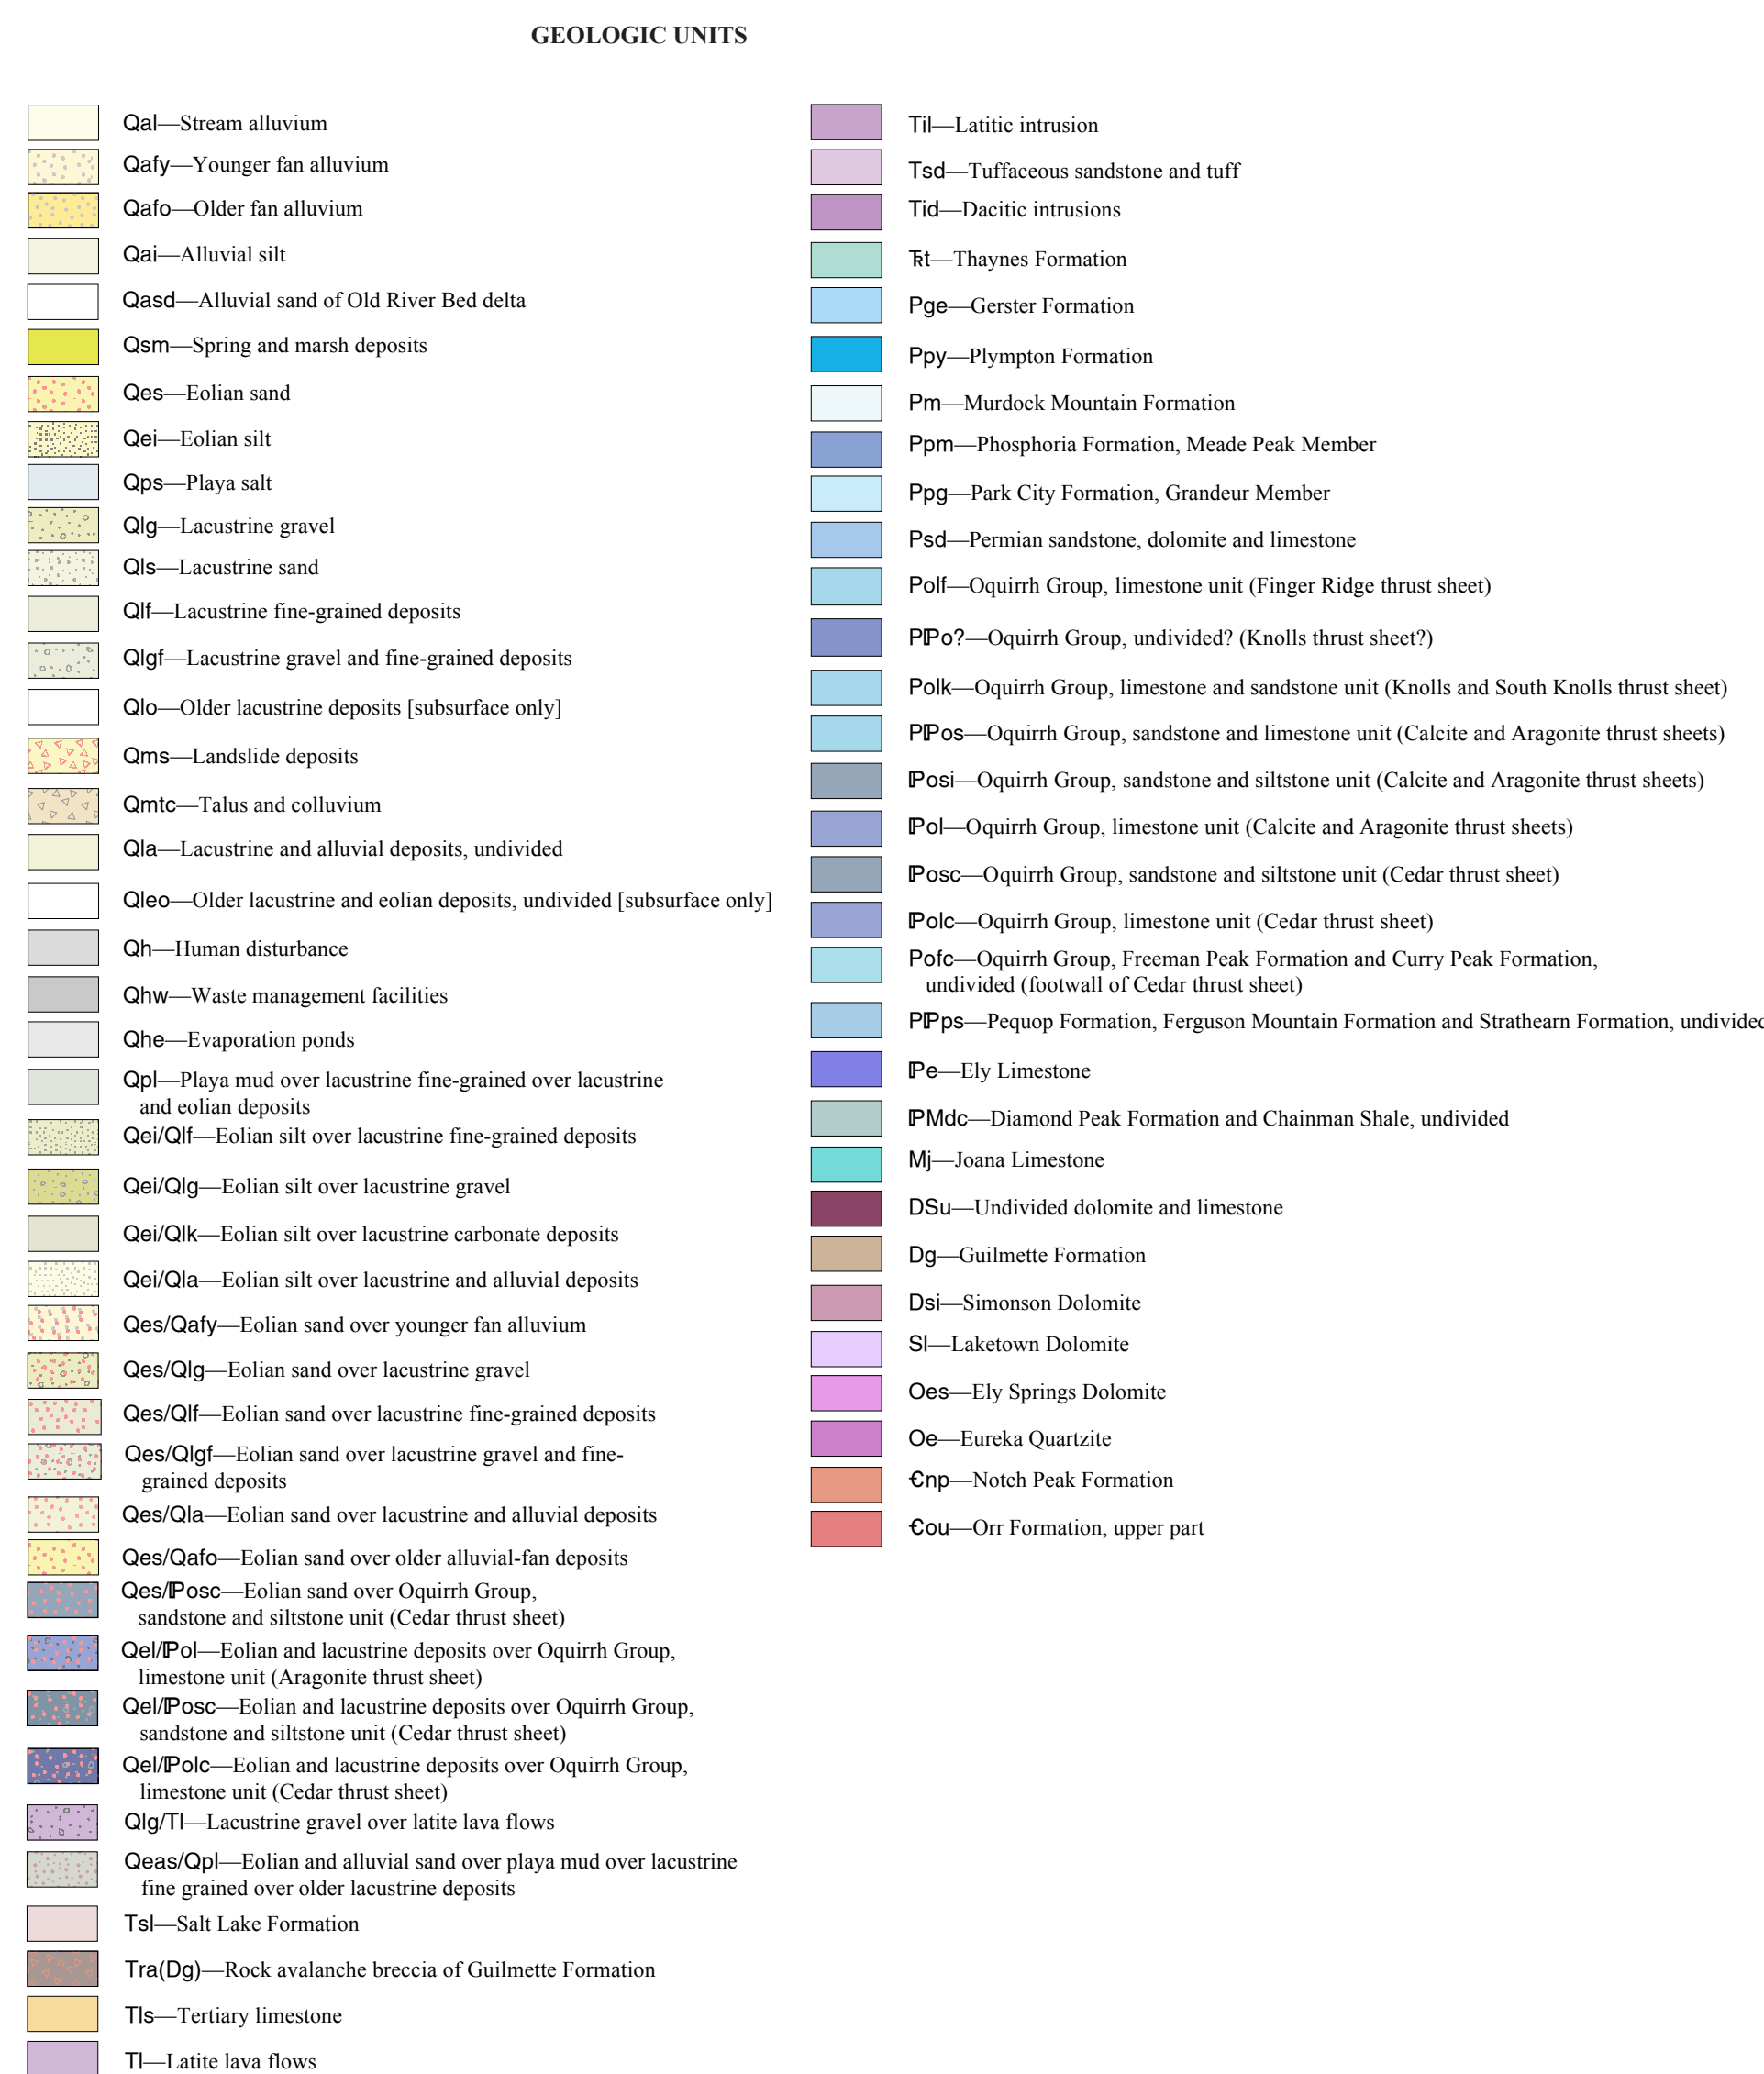 GEOLOGIC UNITS
Qal—Stream alluvium
Qafy—Younger fan alluvium
Qafo—Older fan alluvium
Qai—Alluvial silt
Qasd—Alluvial sand of Old River Bed delta
Qsm—Spring and marsh deposits
Qes—Eolian sand
Qei—Eolian silt
Qps—Playa salt
Qlg—Lacustrine gravel
Qls—Lacustrine sand
Qlf—Lacustrine fine-grained deposits
Qlgf—Lacustrine gravel and fine-grained deposits
Qlo—Older lacustrine deposits [subsurface only]
Qms—Landslide deposits
Qmtc—Talus and colluvium
Qla—Lacustrine and alluvial deposits, undivided
Qleo—Older lacustrine and eolian deposits, undivided [subsurface only]
Qh—Human disturbance
Qhw—Waste management facilities
Qhe—Evaporation ponds
Qpl—Playa mud over lacustrine fine-grained over lacustrine
and eolian deposits
Qei/Qlf—Eolian silt over lacustrine fine-grained deposits
Qei/Qlg—Eolian silt over lacustrine gravel
Qei/Qlk—Eolian silt over lacustrine carbonate deposits
Qei/Qla—Eolian silt over lacustrine and alluvial deposits
Qes/Qafy—Eolian sand over younger fan alluvium
Qes/Qlg—Eolian sand over lacustrine gravel
Qes/Qlf—Eolian sand over lacustrine fine-grained deposits
Qes/Qlgf—Eolian sand over lacustrine gravel and fine-
grained deposits
Qes/Qla—Eolian sand over lacustrine and alluvial deposits
Qes/Qafo—Eolian sand over older alluvial-fan deposits
Qes/ℙosc—Eolian sand over Oquirrh Group,
sandstone and siltstone unit (Cedar thrust sheet)
Qel/ℙol—Eolian and lacustrine deposits over Oquirrh Group,
limestone unit (Aragonite thrust sheet)
Qel/ℙosc—Eolian and lacustrine deposits over Oquirrh Group,
sandstone and siltstone unit (Cedar thrust sheet)
Qel/ℙolc—Eolian and lacustrine deposits over Oquirrh Group,
limestone unit (Cedar thrust sheet)
Qlg/Tl—Lacustrine gravel over latite lava flows
Qeas/Qpl—Eolian and alluvial sand over playa mud over lacustrine
fine grained over older lacustrine deposits
Tsl—Salt Lake Formation
Tra(Dg)—Rock avalanche breccia of Guilmette Formation
Tls—Tertiary limestone
Tl—Latite lava flows
Til—Latitic intrusion
Tsd—Tuffaceous sandstone and tuff
Tid—Dacitic intrusions
T̶Rt—Thaynes Formation
Pge—Gerster Formation
Ppy—Plympton Formation
Pm—Murdock Mountain Formation
Ppm—Phosphoria Formation, Meade Peak Member
Ppg—Park City Formation, Grandeur Member
Psd—Permian sandstone, dolomite and limestone
Polf—Oquirrh Group, limestone unit (Finger Ridge thrust sheet)
Pℙo?—Oquirrh Group, undivided? (Knolls thrust sheet?)
Polk—Oquirrh Group, limestone and sandstone unit (Knolls and South Knolls thrust sheet)
Pℙos—Oquirrh Group, sandstone and limestone unit (Calcite and Aragonite thrust sheets)
ℙosi—Oquirrh Group, sandstone and siltstone unit (Calcite and Aragonite thrust sheets)
ℙol—Oquirrh Group, limestone unit (Calcite and Aragonite thrust sheets)
ℙosc—Oquirrh Group, sandstone and siltstone unit (Cedar thrust sheet)
ℙolc—Oquirrh Group, limestone unit (Cedar thrust sheet)
Pofc—Oquirrh Group, Freeman Peak Formation and Curry Peak Formation,
undivided (footwall of Cedar thrust sheet)
Pℙps—Pequop Formation, Ferguson Mountain Formation and Strathearn Formation, undivided
ℙe—Ely Limestone
ℙMdc—Diamond Peak Formation and Chainman Shale, undivided
Mj—Joana Limestone
DSu—Undivided dolomite and limestone
Dg—Guilmette Formation
Dsi—Simonson Dolomite
Sl—Laketown Dolomite
Oes—Ely Springs Dolomite
Oe—Eureka Quartzite
Єnp—Notch Peak Formation
Єou—Orr Formation, upper part